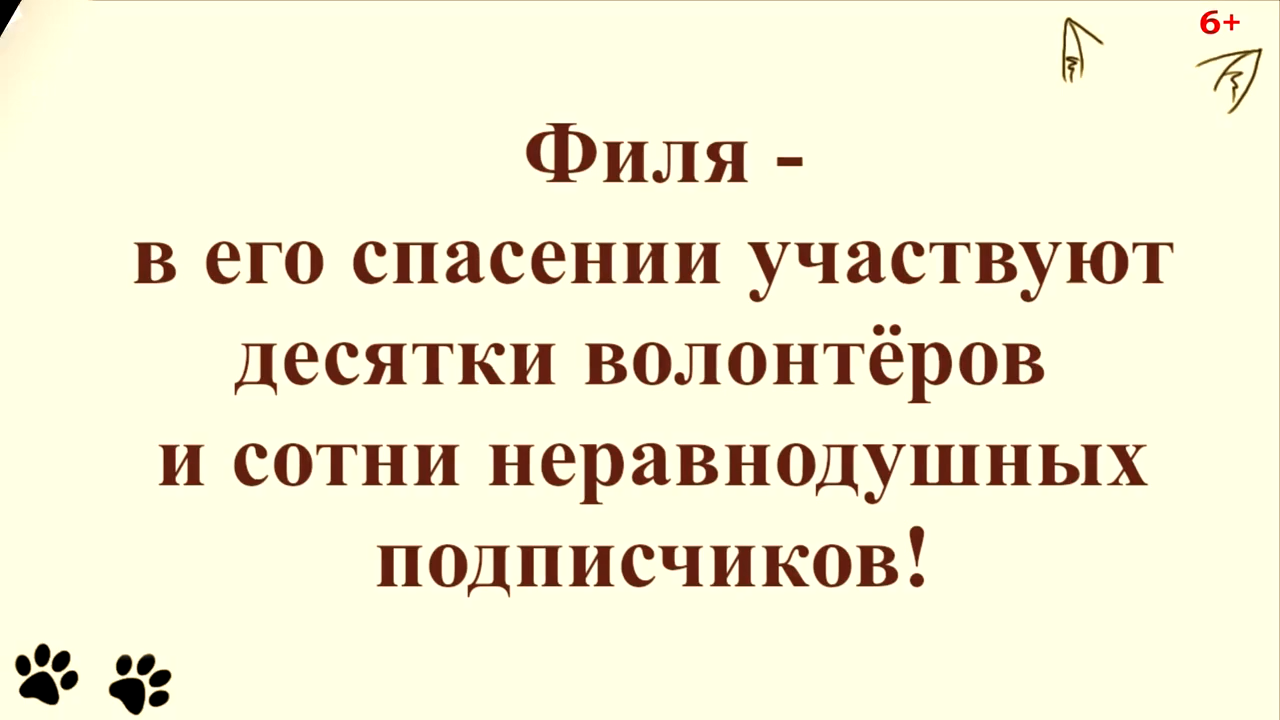 6+
Филя -
в его спасении участвуют
десятки волонтёров
и сотни неравнодушных
подписчиков!